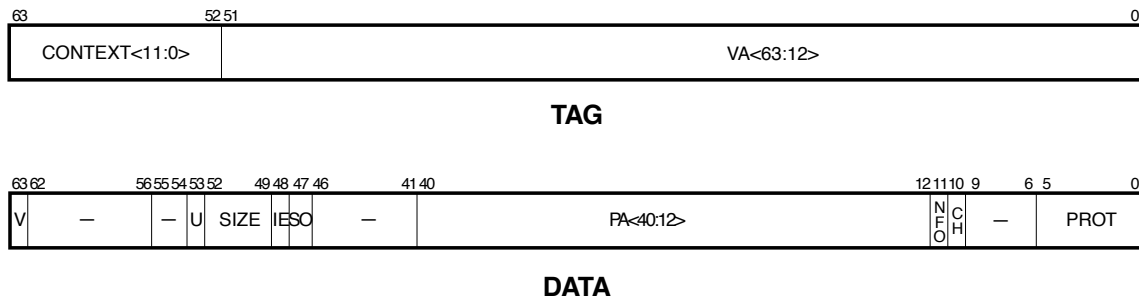 63 52 51 0
CONTEXT<11:0> VA<63:12>
TAG
63 62 56 55 54 53 52 49 48 47 46 41 40 12 11 10 9 6 5 0
V — — U SIZE IE SO — PA<40:12> NFO CH — PROT
DATA